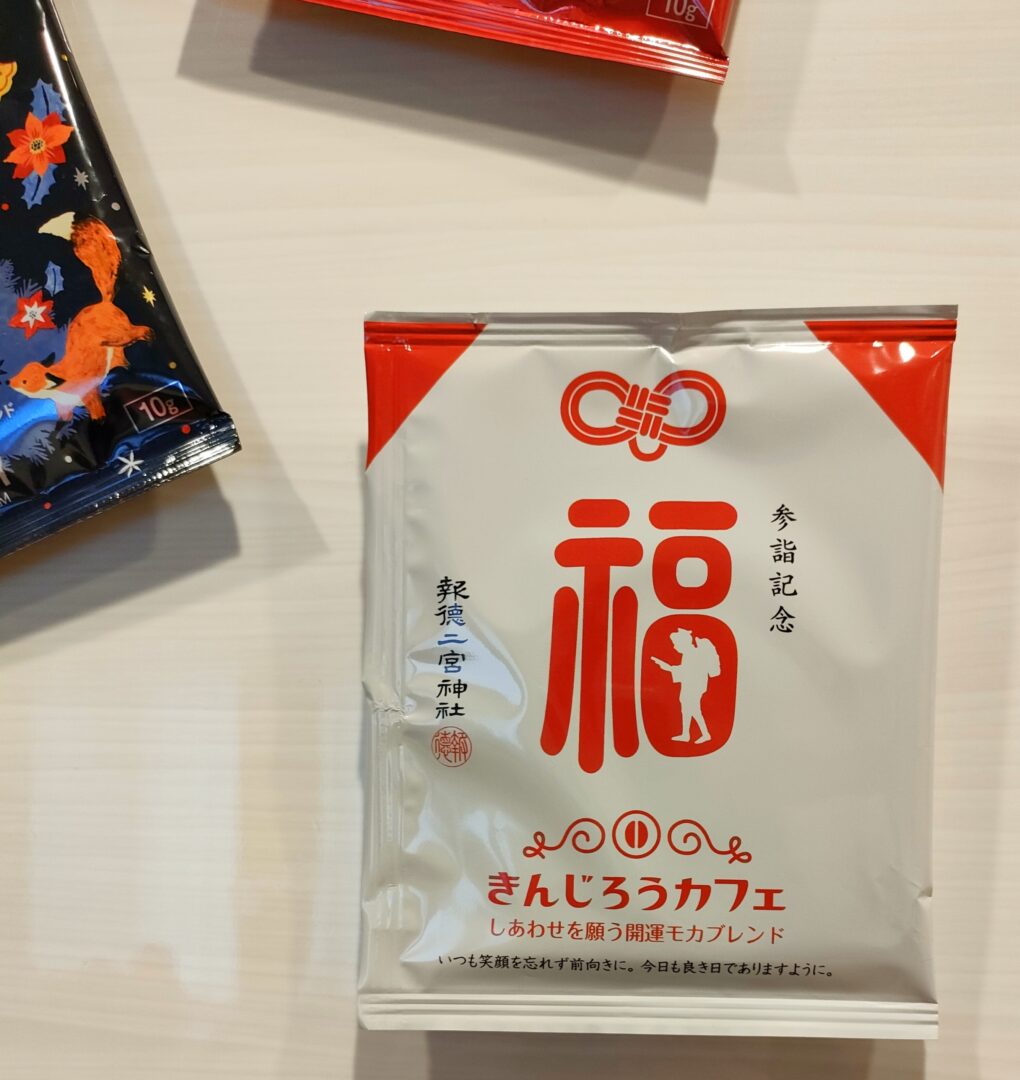 10g
10g
福
参詣記念
報徳二宮神社
きんじろうカフェ
しあわせを願う開運モカブレンド
いつも笑顔を忘れず前向きに。今日も良き日でありますように。